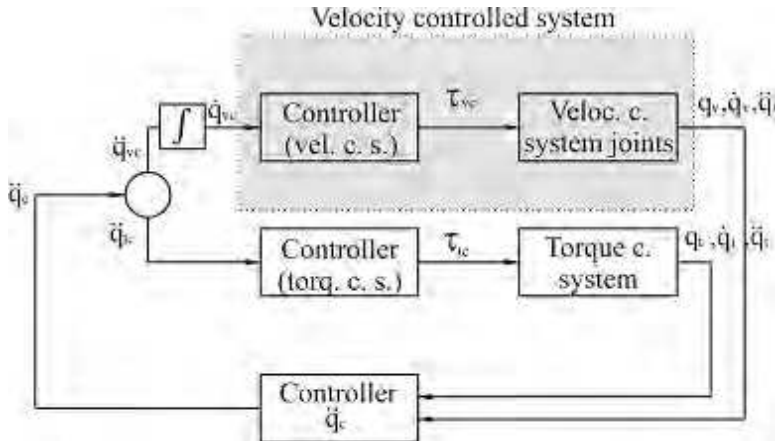 Velocity controlled system
q̇vc
Controller
(vel. c. s.)
τvc
Veloc. c.
system joints
qv,q̇v,q̈
q̈vc
q̈c
q̈tc
Controller
(torq. c. s.)
τtc
Torque c.
system
qt,q̇t,q̈t
∫
Controller
q̈c